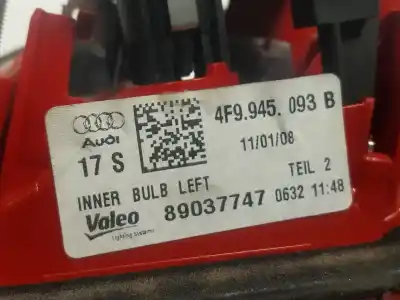 4F9.945. 093 B
Audi
17 S
11/01/08
TEIL 2
INNER BULB LEFT
Valeo 89037747 0632 11:48
Lighting Systems